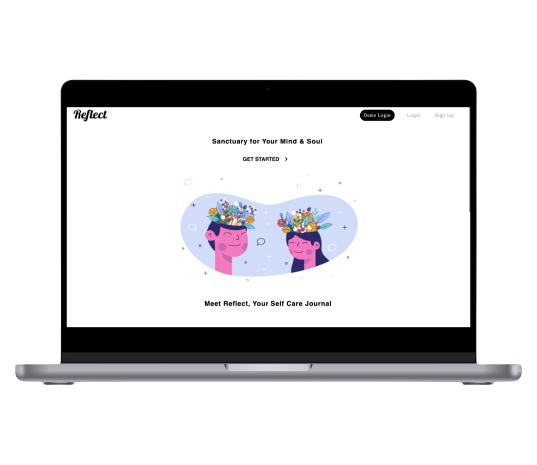 Reflect
Demo Login
Login
Sign Up
Sanctuary for Your Mind & Soul
GET STARTED >
Meet Reflect, Your Self Care Journal